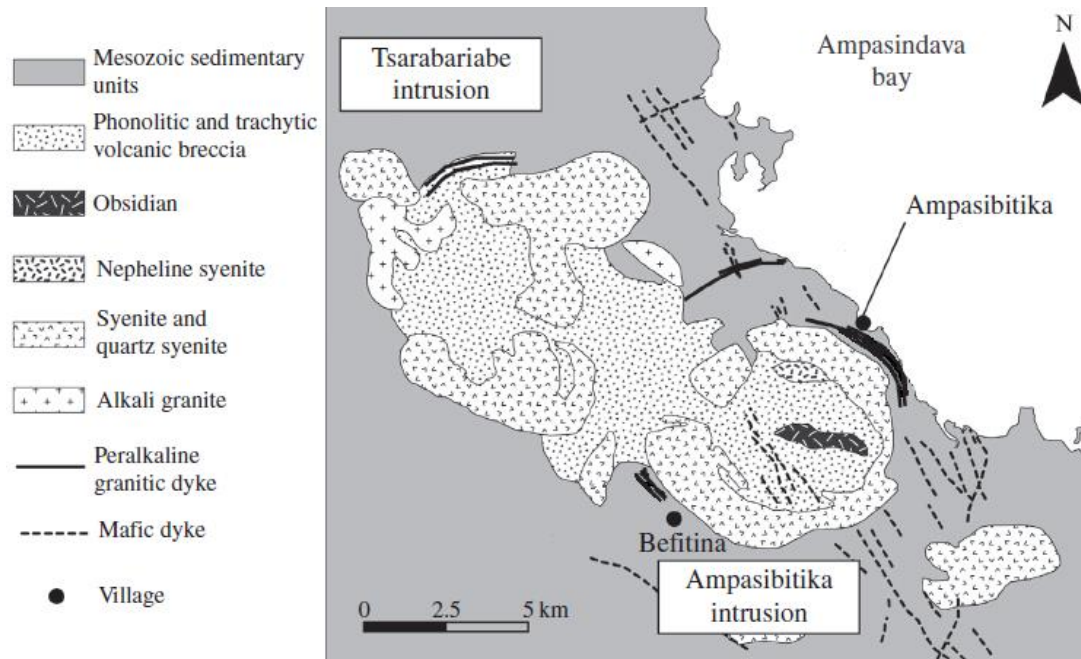 Mesozoic sedimentary
units
Phonolitic and trachytic
volcanic breccia
Obsidian
Nepheline syenite
Syenite and
quartz syenite
Alkali granite
Peralkaline
granitic dyke
Mafic dyke
Village
Tsarabariabe
intrusion
Ampasindava
bay
N
Ampasibitika
Befitina
Ampasibitika
intrusion
0 2.5 5 km